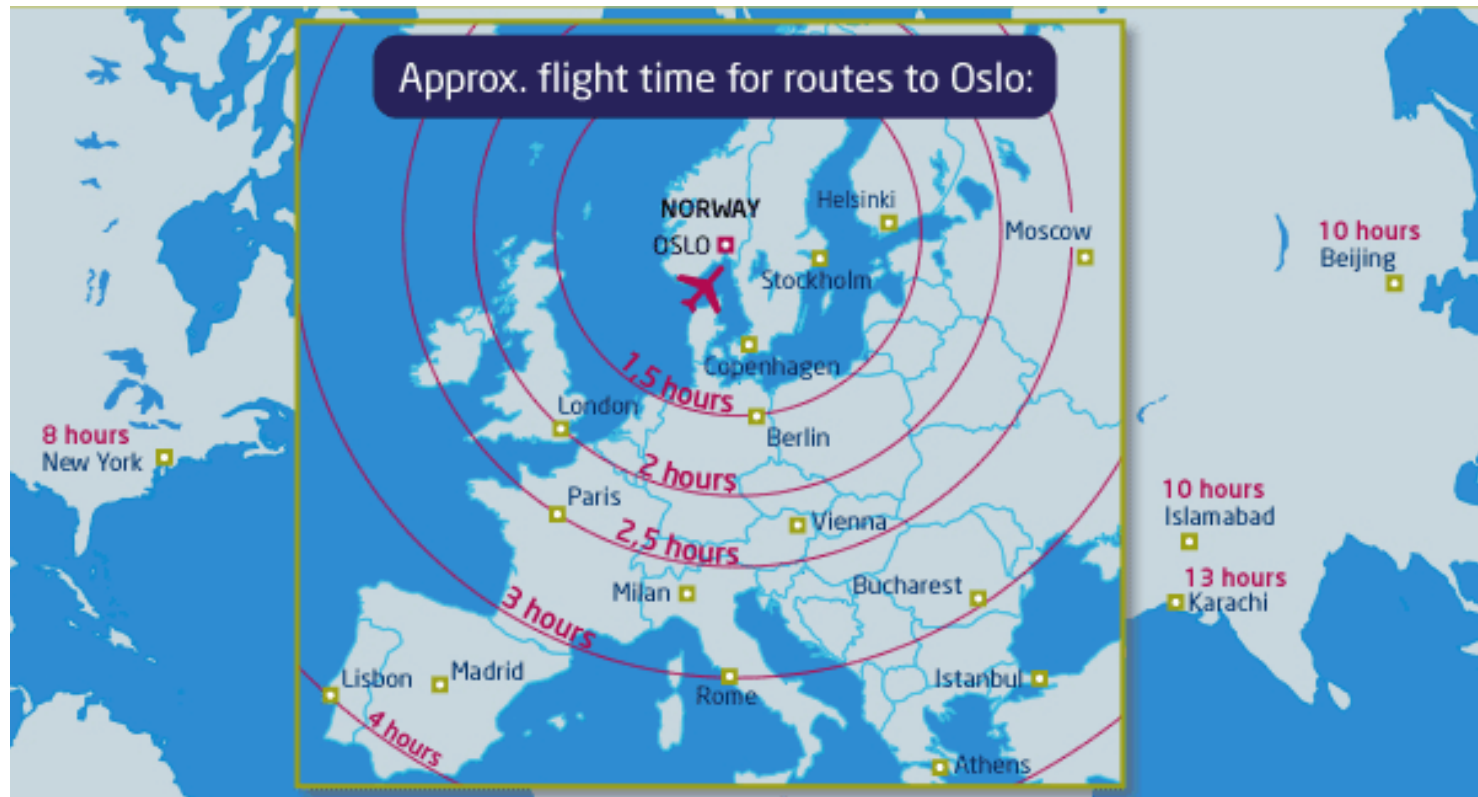 Approx. flight time for routes to Oslo:
NORWAY
OSLO
Helsinki
Stockholm
Moscow
Copenhagen
1,5 hours
London
Berlin
2 hours
Paris
Vienna
2,5 hours
Milan
Bucharest
3 hours
Lisbon
Madrid
Rome
Istanbul
4 hours
Athens
8 hours
New York
10 hours
Beijing
10 hours
Islamabad
13 hours
Karachi